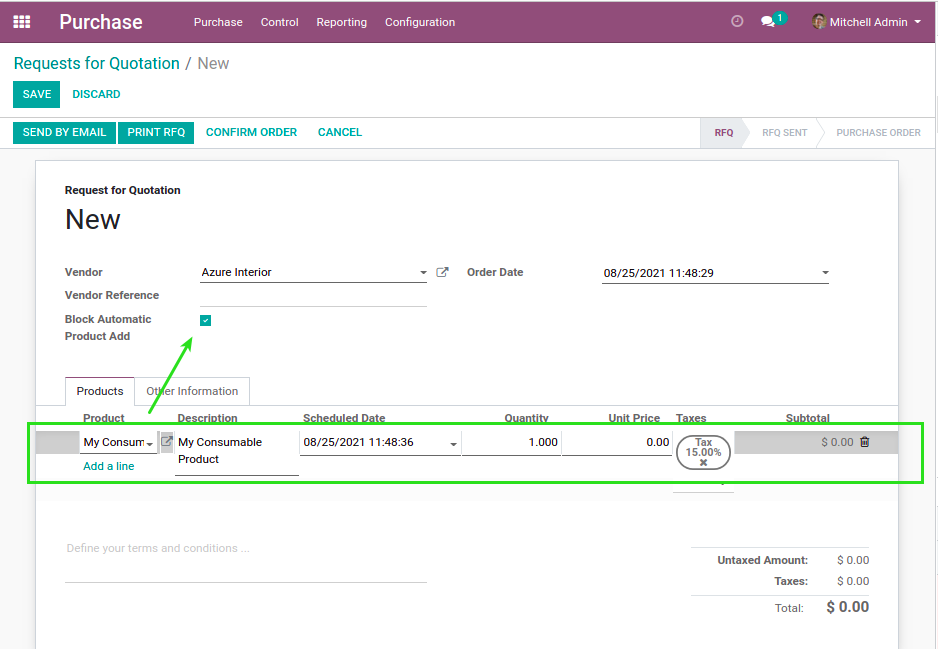 Purchase Purchase Control Reporting Configuration 1 Mitchell Admin
Requests for Quotation / New
SAVE DISCARD
SEND BY EMAIL PRINT RFQ CONFIRM ORDER CANCEL RFQ RFQ SENT PURCHASE ORDER
Request for Quotation
New
Vendor Azure Interior Order Date 08/25/2021 11:48:29
Vendor Reference
Block Automatic
Product Add
Products Other Information
Product Description Scheduled Date Quantity Unit Price Taxes Subtotal
My Consum My Consumable 08/25/2021 11:48:36 1.000 0.00 Tax $ 0.00
Product 15.00%
Add a line
Define your terms and conditions ...
Untaxed Amount: $ 0.00
Taxes: $ 0.00
Total: $ 0.00